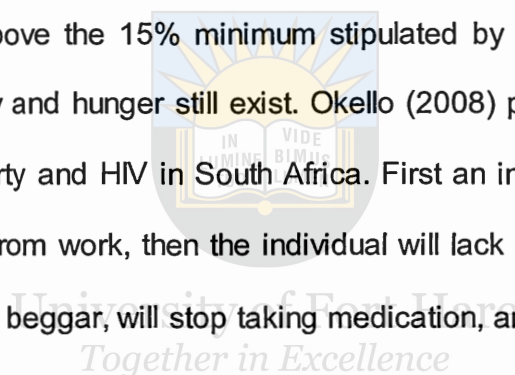 ove the 15% minimum stipulated by
and hunger still exist. Okello (2008) p
IN VIDE
LUMINE BIMUS
rty and HIV in South Africa. First an in
rom work, then the individual will lack
University of Fort Hare
beggar, will stop taking medication, ar
Together in Excellence